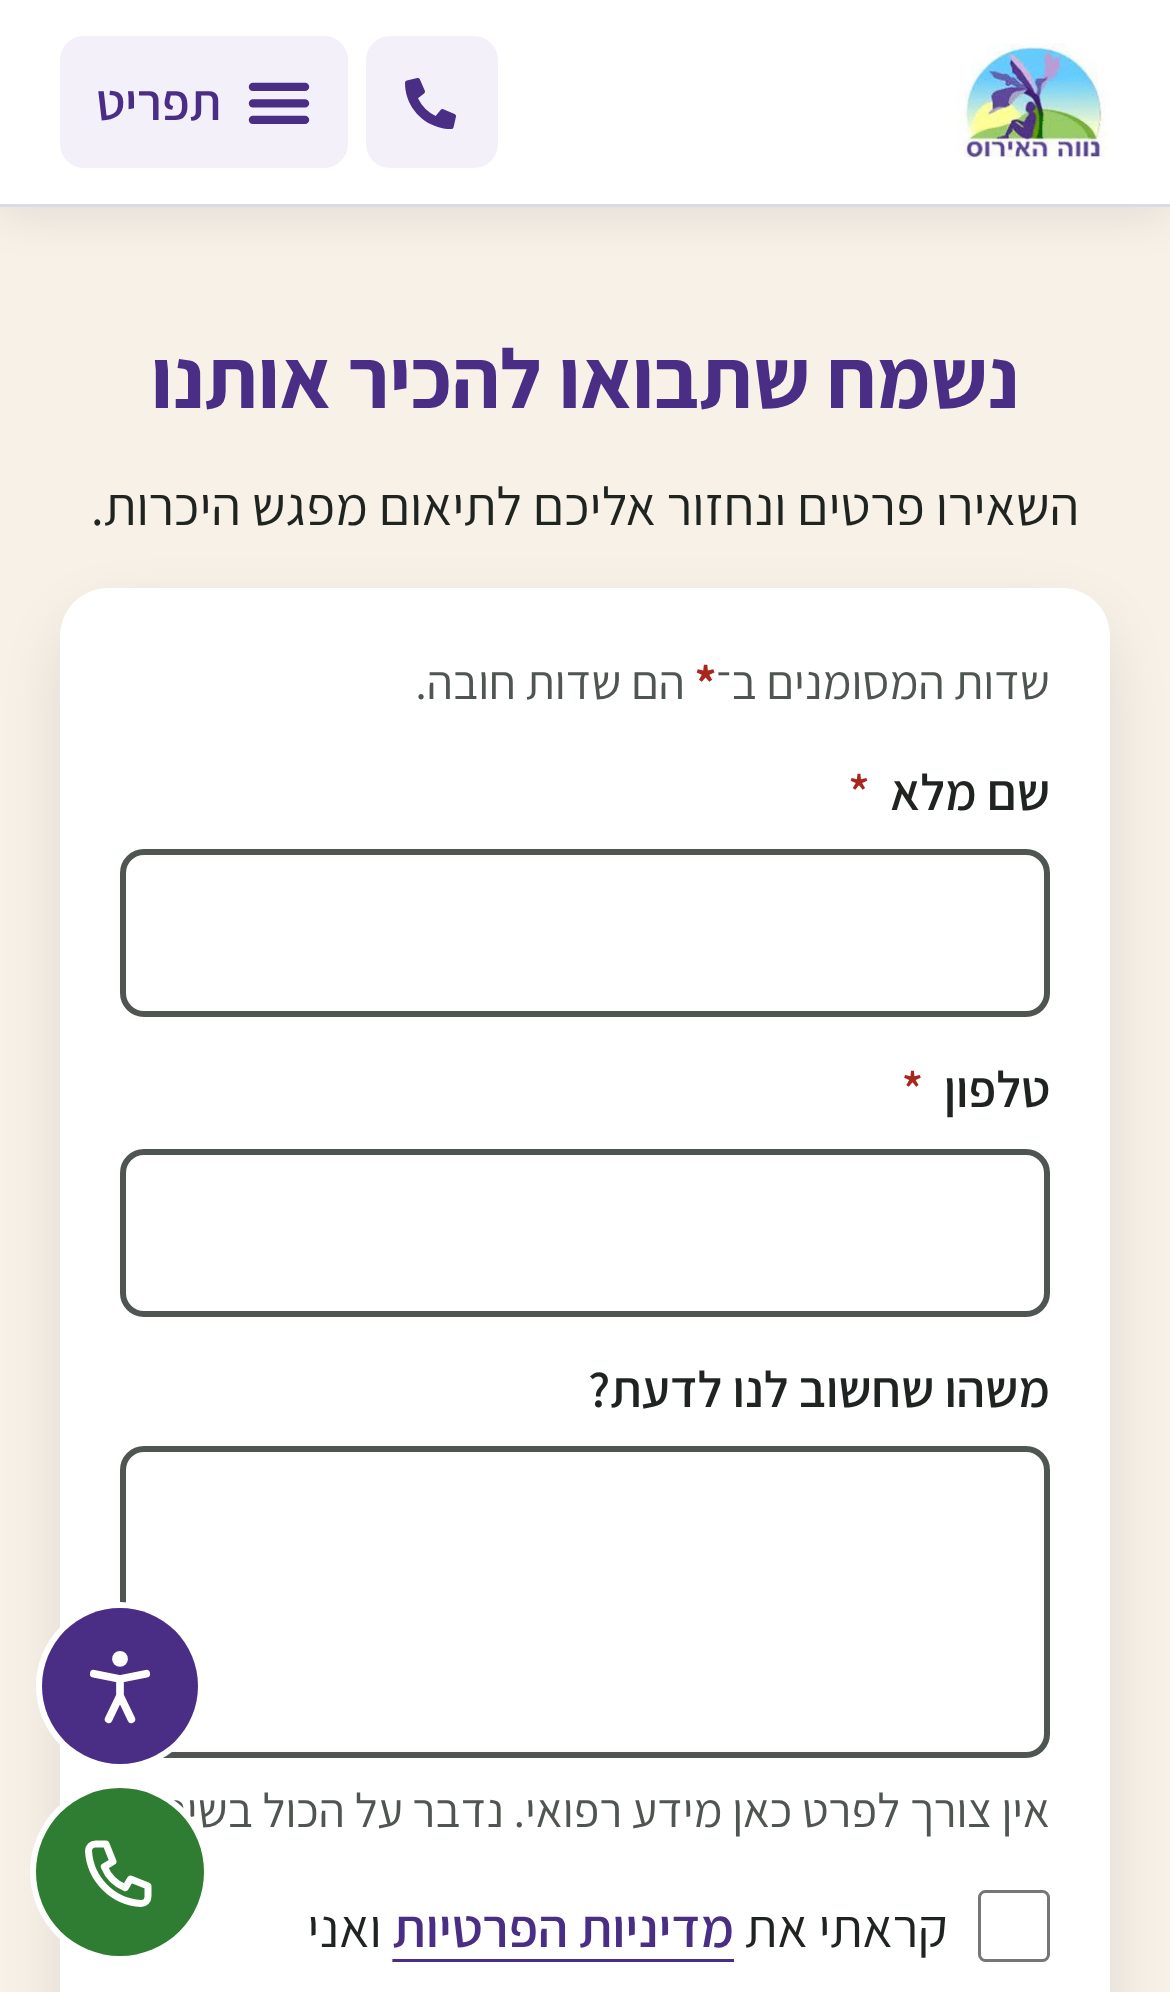 נווה האירוס
תפריט
נשמח שתבואו להכיר אותנו
השאירו פרטים ונחזור אליכם לתיאום מפגש היכרות.
שדות המסומנים ב־* הם שדות חובה.
שם מלא *
טלפון *
משהו שחשוב לנו לדעת?
אין צורך לפרט כאן מידע רפואי. נדבר על הכול
קראתי את מדיניות הפרטיות ואני